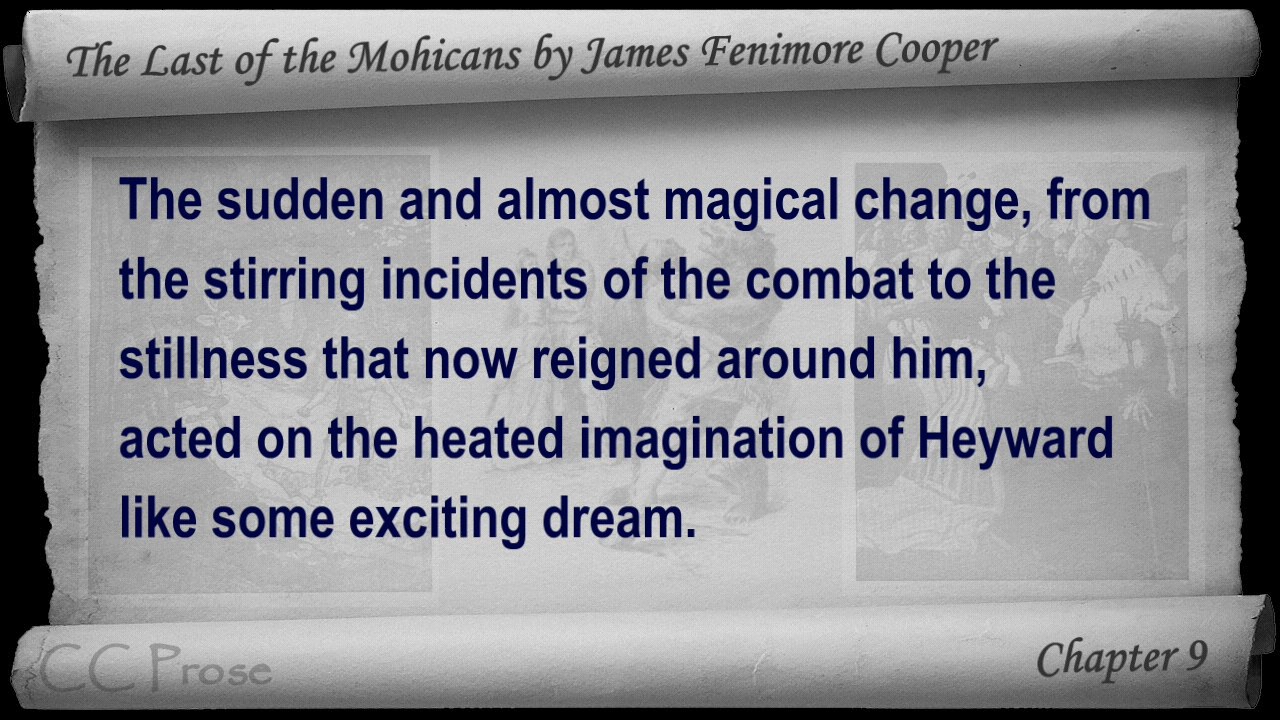 The Last of the Mohicans by James Fenimore Cooper
The sudden and almost magical change, from
the stirring incidents of the combat to the
stillness that now reigned around him,
acted on the heated imagination of Heyward
like some exciting dream.
CC Prose
Chapter 9